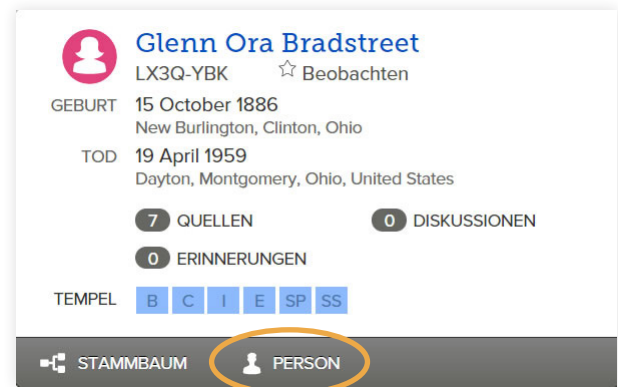 Glenn Ora Bradstreet
LX3Q-YBK ☆ Beobachten
GEBURT 15 October 1886
New Burlington, Clinton, Ohio
TOD 19 April 1959
Dayton, Montgomery, Ohio, United States
7 QUELLEN 0 DISKUSSIONEN
0 ERINNERUNGEN
TEMPEL B C I E SP SS
STAMMBAUM PERSON